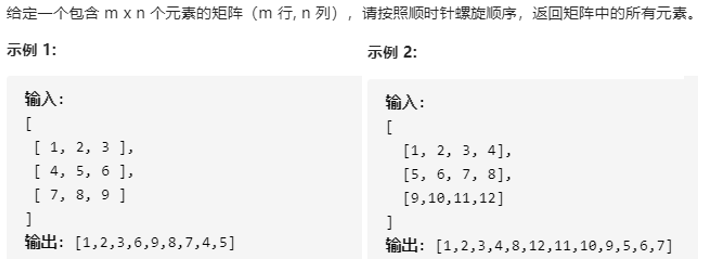 给定一个包含 m x n 个元素的矩阵（m 行, n 列），请按照顺时针螺旋顺序，返回矩阵中的所有元素。
示例 1:
输入:
[
[ 1, 2, 3 ],
[ 4, 5, 6 ],
[ 7, 8, 9 ]
]
输出: [1,2,3,6,9,8,7,4,5]
示例 2:
输入:
[
[1, 2, 3, 4],
[5, 6, 7, 8],
[9,10,11,12]
]
输出: [1,2,3,4,8,12,11,10,9,5,6,7]